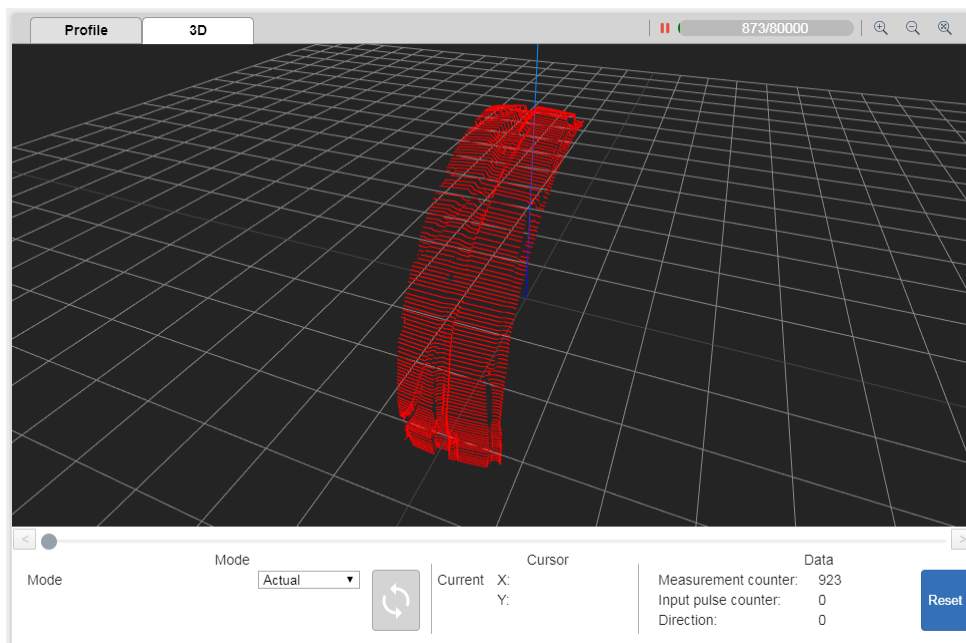 Profile
3D
873/80000
Mode
Cursor
Data
Mode
Actual
Current
X:
Measurement counter:
923
Y:
Input pulse counter:
0
Direction:
0
Reset